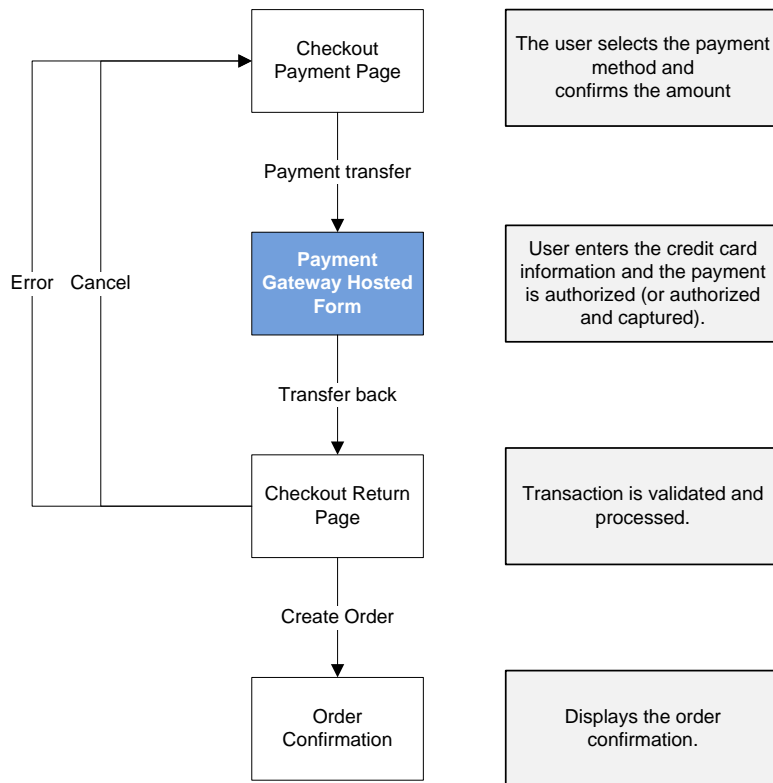 Checkout
Payment Page
The user selects the payment
method and
confirms the amount
Payment transfer
Error
Cancel
Payment
Gateway Hosted
Form
User enters the credit card
information and the payment
is authorized (or authorized
and captured).
Transfer back
Checkout Return
Page
Transaction is validated and
processed.
Create Order
Order
Confirmation
Displays the order
confirmation.